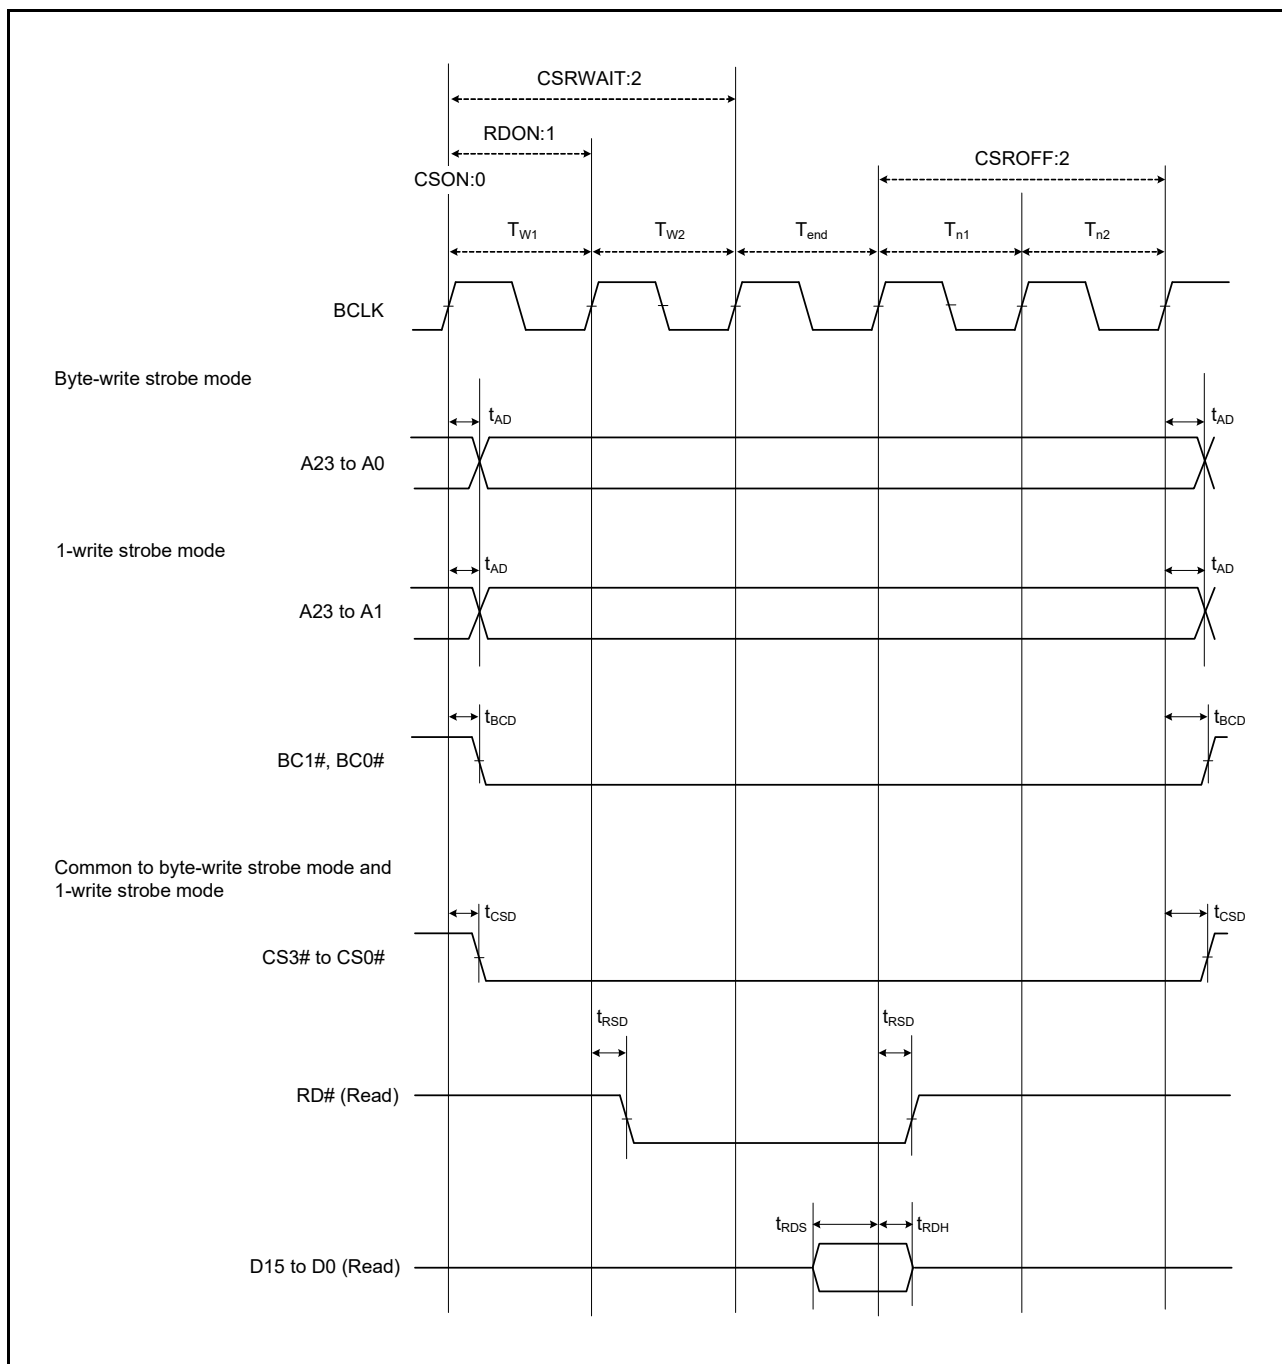 CSRWAIT:2
RDON:1
CSROFF:2
CSON:0
TW1
TW2
Tend
Tn1
Tn2
BCLK
Byte-write strobe mode
tAD
tAD
A23 to A0
1-write strobe mode
tAD
tAD
A23 to A1
tBCD
tBCD
BC1#, BC0#
Common to byte-write strobe mode and
1-write strobe mode
tCSD
tCSD
CS3# to CS0#
tRSD
tRSD
RD# (Read)
tRDS
tRDH
D15 to D0 (Read)